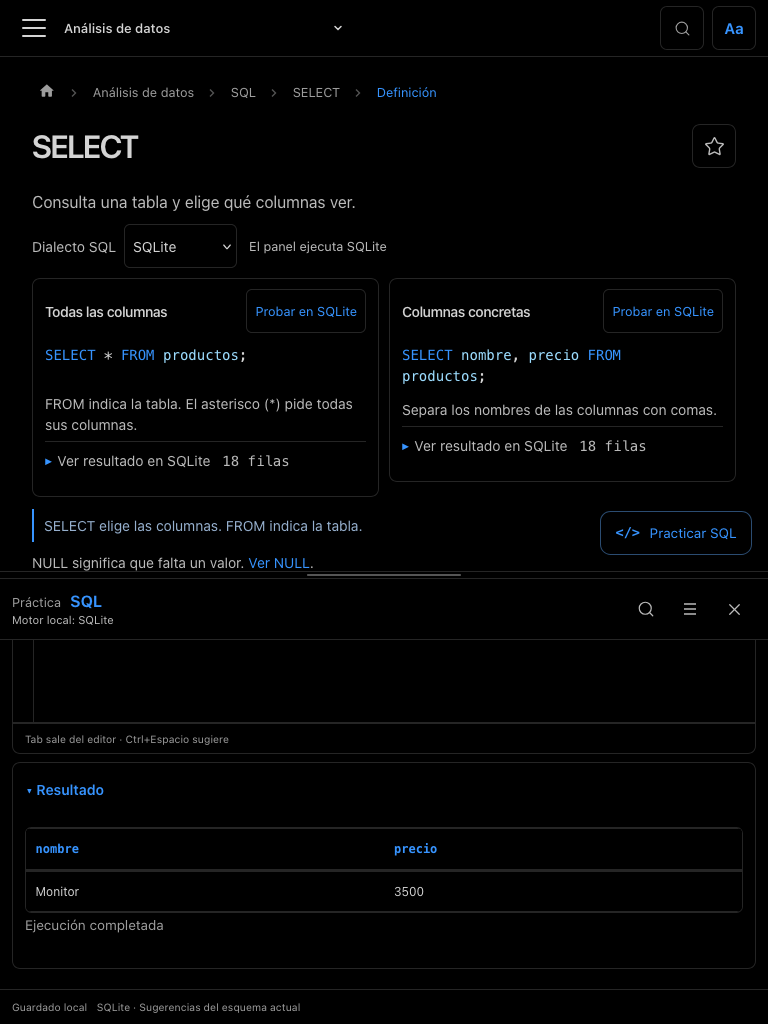 Análisis de datos
Aa
Análisis de datos > SQL > SELECT > Definición
SELECT
Consulta una tabla y elige qué columnas ver.
Dialecto SQL SQLite El panel ejecuta SQLite
Todas las columnas Probar en SQLite
SELECT * FROM productos;
FROM indica la tabla. El asterisco (*) pide todas
sus columnas.
▸ Ver resultado en SQLite 18 filas
Columnas concretas Probar en SQLite
SELECT nombre, precio FROM
productos;
Separa los nombres de las columnas con comas.
▸ Ver resultado en SQLite 18 filas
SELECT elige las columnas. FROM indica la tabla.
</> Practicar SQL
NULL significa que falta un valor. Ver NULL.
Práctica SQL
Motor local: SQLite
Tab sale del editor · Ctrl+Espacio sugiere
▾ Resultado
nombre precio
Monitor 3500
Ejecución completada
Guardado local SQLite · Sugerencias del esquema actual